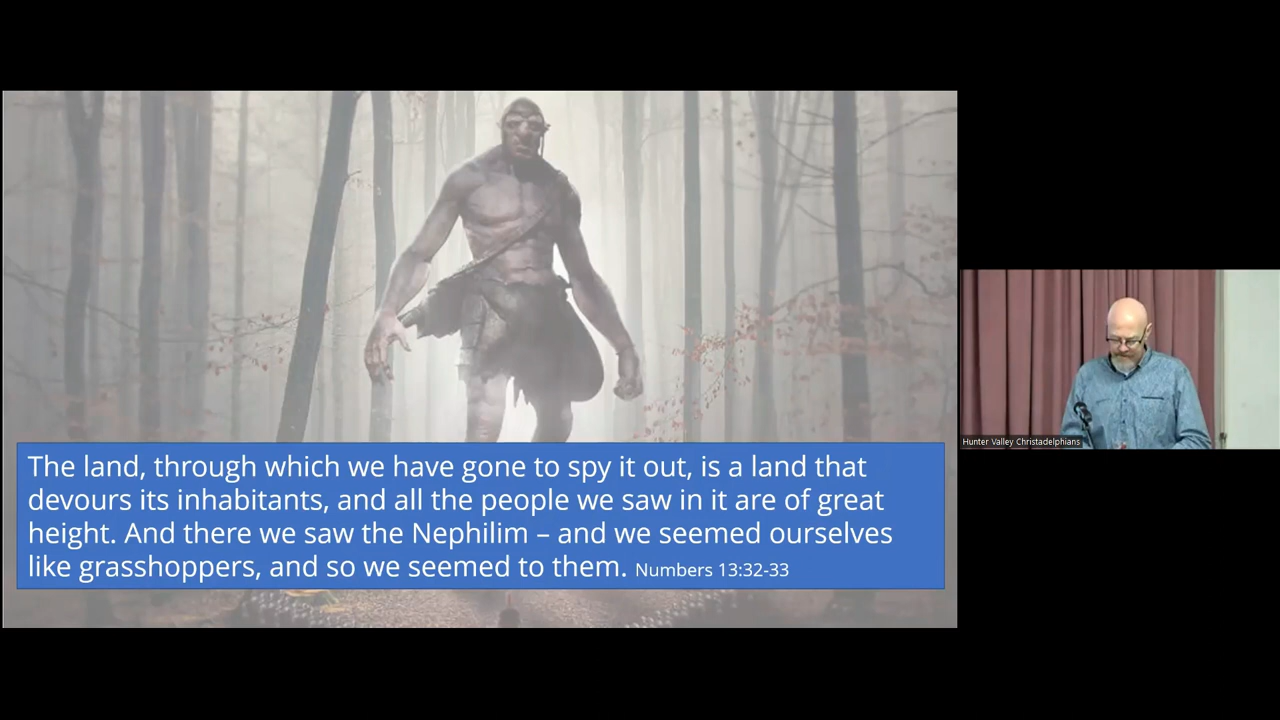 The land, through which we have gone to spy it out, is a land that
devours its inhabitants, and all the people we saw in it are of great
height. And there we saw the Nephilim – and we seemed ourselves
like grasshoppers, and so we seemed to them. Numbers 13:32-33
Hunter Valley Christadelphians